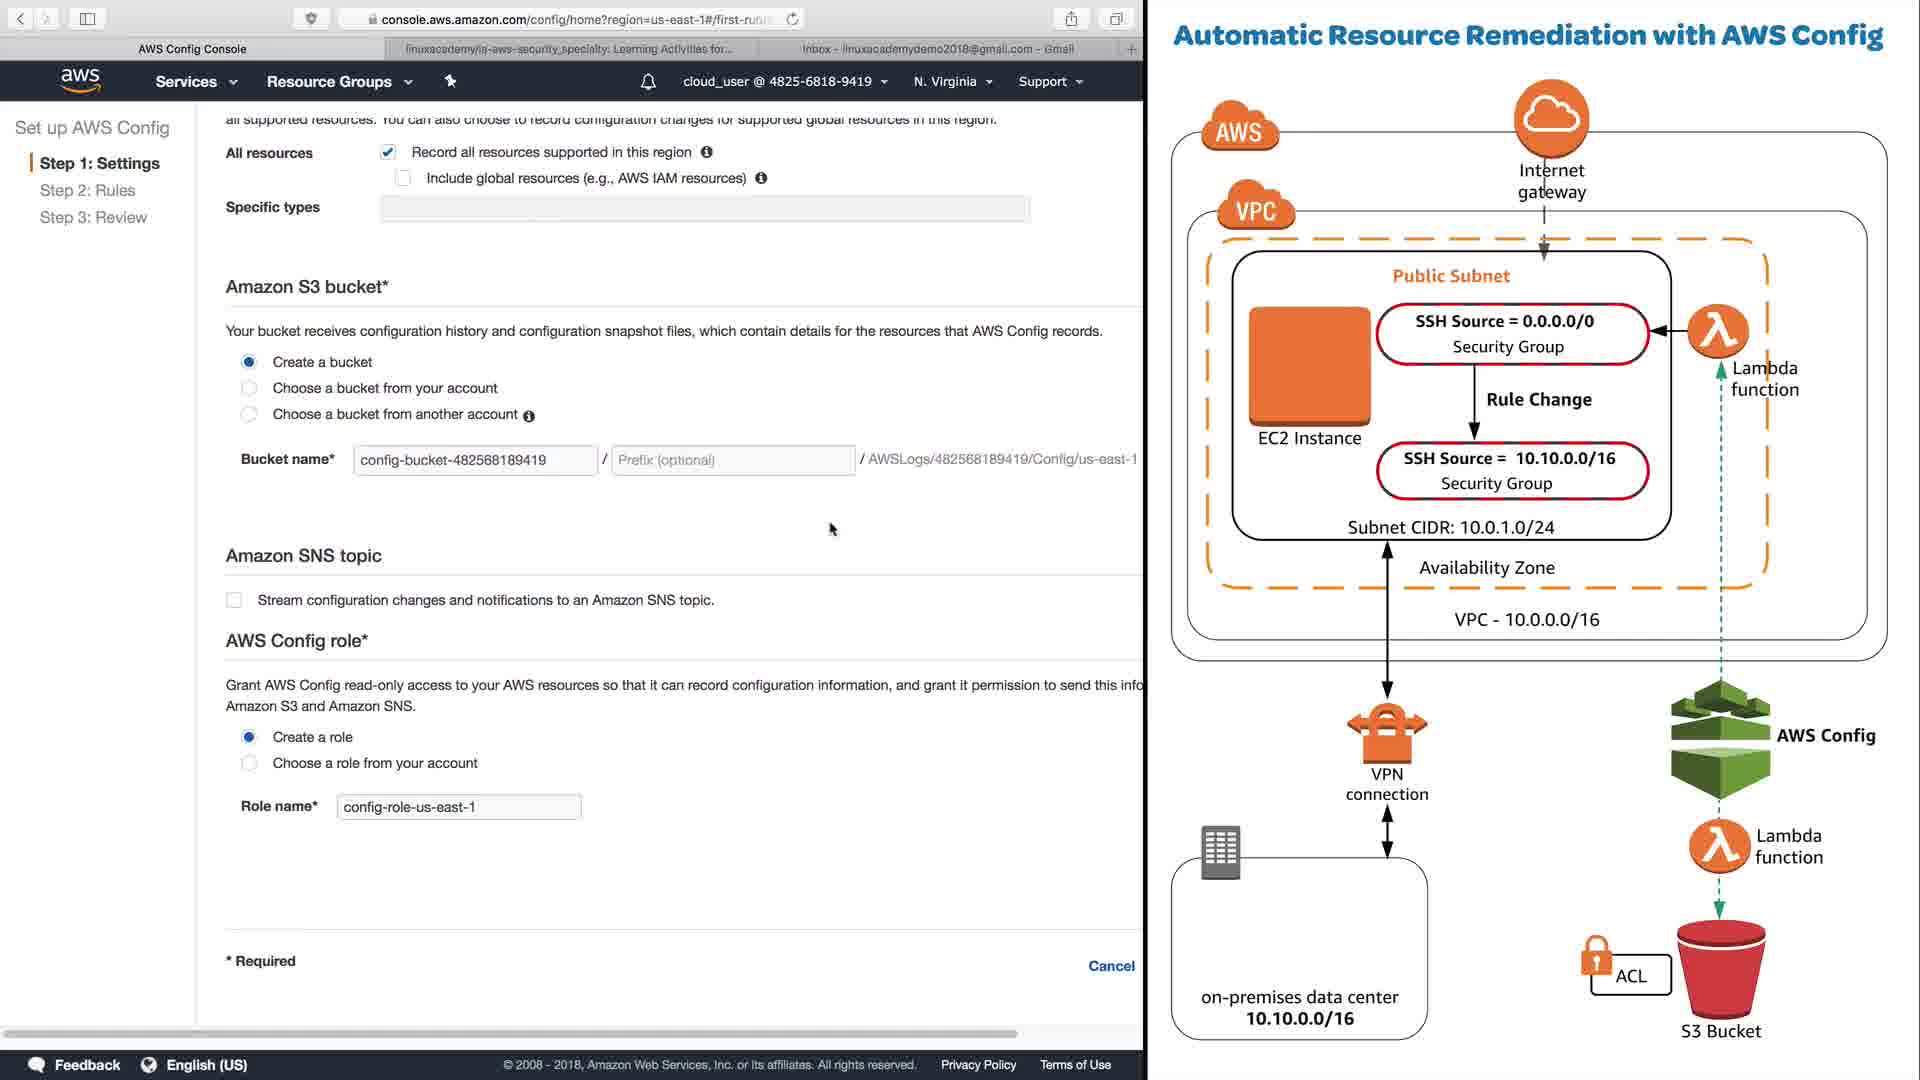 console.aws.amazon.com/config/home?region=us-east-1#/first-run
AWS Config Console
linuxacademy/la-aws-security_specialty: Learning Activities for...
Inbox - linuxacademydemo2018@gmail.com - Gmail
aws
Services
Resource Groups
cloud_user @ 4825-6818-9419
N. Virginia
Support
Set up AWS Config
Step 1: Settings
Step 2: Rules
Step 3: Review
all supported resources. You can also choose to record configuration changes for supported global resources in this region.
All resources
Record all resources supported in this region
Include global resources (e.g., AWS IAM resources)
Specific types
Amazon S3 bucket*
Your bucket receives configuration history and configuration snapshot files, which contain details for the resources that AWS Config records.
Create a bucket
Choose a bucket from your account
Choose a bucket from another account
Bucket name* config-bucket-482568189419 / Prefix (optional) / AWSLogs/482568189419/Config/us-east-1
Amazon SNS topic
Stream configuration changes and notifications to an Amazon SNS topic.
AWS Config role*
Grant AWS Config read-only access to your AWS resources so that it can record configuration information, and grant it permission to send this info
Amazon S3 and Amazon SNS.
Create a role
Choose a role from your account
Role name* config-role-us-east-1
* Required
Cancel
Feedback
English (US)
© 2008 - 2018, Amazon Web Services, Inc. or its affiliates. All rights reserved.
Privacy Policy
Terms of Use
Automatic Resource Remediation with AWS Config
AWS
Internet
gateway
VPC
Public Subnet
SSH Source = 0.0.0.0/0
Security Group
Lambda
function
Rule Change
EC2 Instance
SSH Source = 10.10.0.0/16
Security Group
Subnet CIDR: 10.0.1.0/24
Availability Zone
VPC - 10.0.0.0/16
VPN
connection
AWS Config
Lambda
function
ACL
on-premises data center
10.10.0.0/16
S3 Bucket